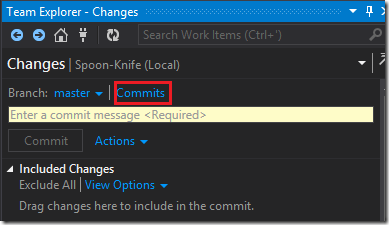 Team Explorer - Changes
Search Work Items (Ctrl+')
Changes | Spoon-Knife (Local)
Branch: master | Commits
Enter a commit message <Required>
Commit Actions
Included Changes
Exclude All | View Options
Drag changes here to include in the commit.